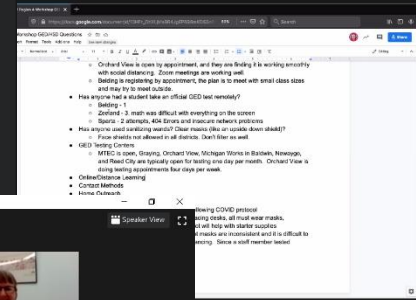 Workshop GED/HSD Questions
Orchard View is open by appointment, and they are finding it is working smoothly
with social distancing. Zoom meetings are working well
Belding is registering by appointment, the plan is to meet with small class sizes
and may try to meet outside.
Has anyone had a student take an official GED test remotely?
Belding - 1
Zeeland - 3, math was difficult with everything on the screen
Sparta - 2 attempts, 404 Errors and insecure network problems
Has anyone used sanitizing wands? Clear masks (like an upside down shield)?
Face shields not allowed in all districts. Don't filter as well.
GED Testing Centers
MTEC is open, Grayling, Orchard View, Michigan Works in Baldwin, Newaygo,
and Reed City are typically open for testing one day per month. Orchard View is
doing testing appointments four days per week.
Online/Distance Learning
Contact Methods
Home Outreach
llowing COVID protocol
acing desks, all must wear masks,
ct will help with starter supplies
t masks are inconsistent and it is difficult to
ancing. Since a staff member tested
Speaker View